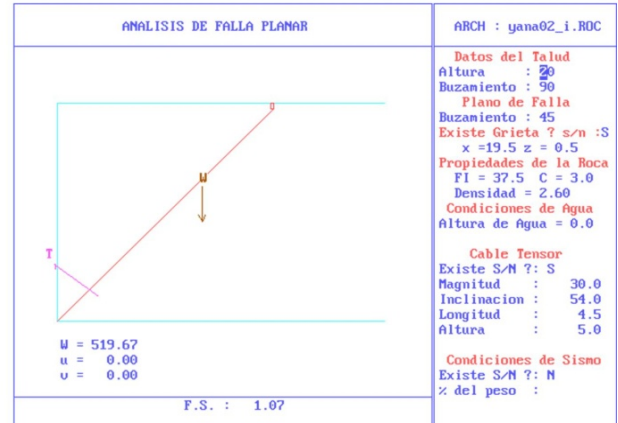 ANALISIS DE FALLA PLANAR
W
T
W = 519.67
u = 0.00
υ = 0.00
F.S. : 1.07
ARCH : yana02_i.ROC
Datos del Talud
Altura : 20
Buzamiento : 90
Plano de Falla
Buzamiento : 45
Existe Grieta ? s/n :S
x =19.5 z = 0.5
Propiedades de la Roca
FI = 37.5 C = 3.0
Densidad = 2.60
Condiciones de Agua
Altura de Agua = 0.0
Cable Tensor
Existe S/N ?: S
Magnitud : 30.0
Inclinacion : 54.0
Longitud : 4.5
Altura : 5.0
Condiciones de Sismo
Existe S/N ?: N
% del peso :